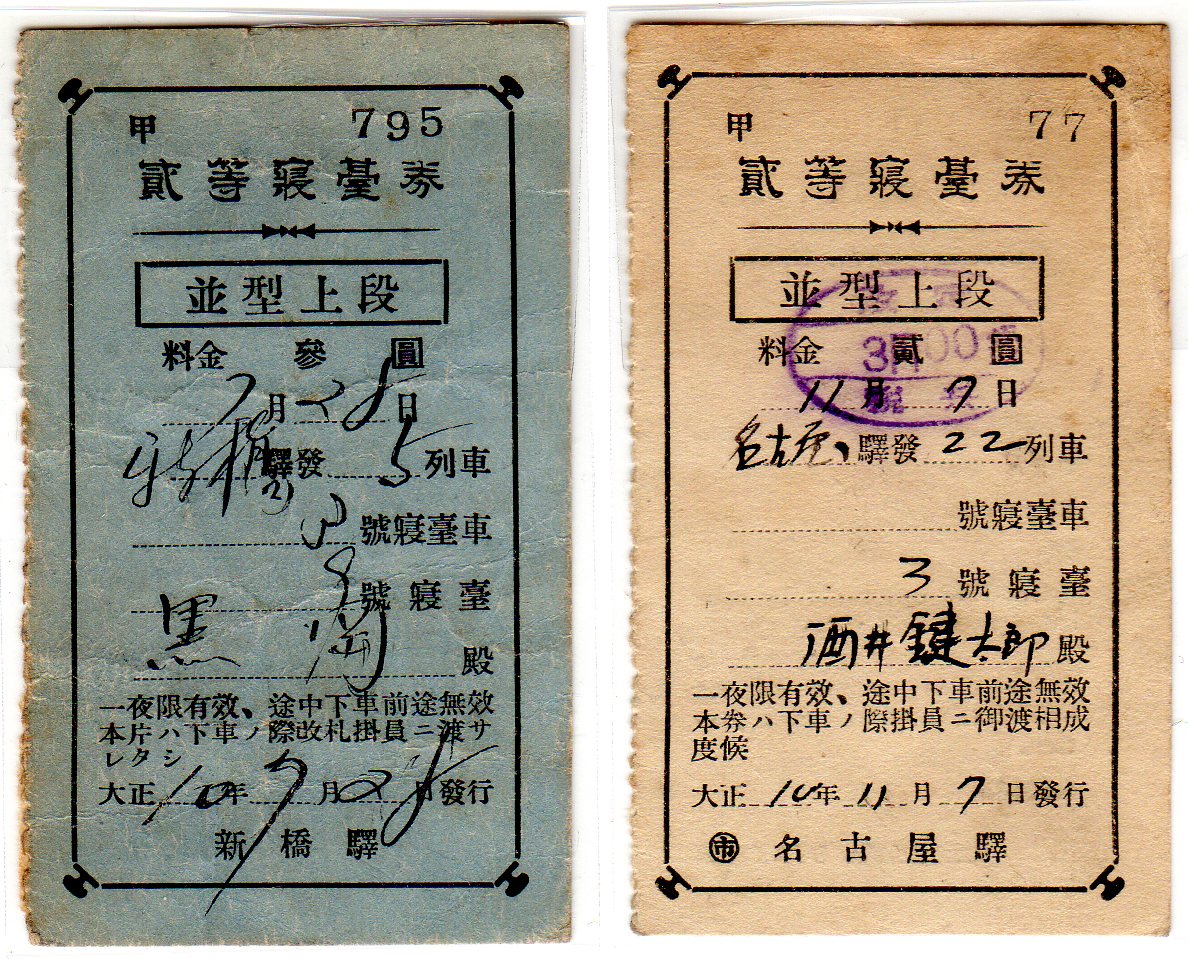 甲 795
貳等寢臺券
並型上段
料金 參圓
7月28日
新橋驛發 5列車
號寢臺車
號寢臺
黒 殿
一夜限有效、途中下車前途無效
本片ハ下車ノ際改札掛員ニ渡サ
レタシ
大正10年7月28日發行
新橋驛
甲 77
貳等寢臺券
並型上段
料金 貳圓
3.00
11月7日
名古屋驛發 22列車
號寢臺車
3號寢臺
酒井鍵太郎殿
一夜限有效、途中下車前途無效
本券ハ下車ノ際掛員ニ御渡相成
度候
大正10年11月7日發行
㊞市 名古屋驛